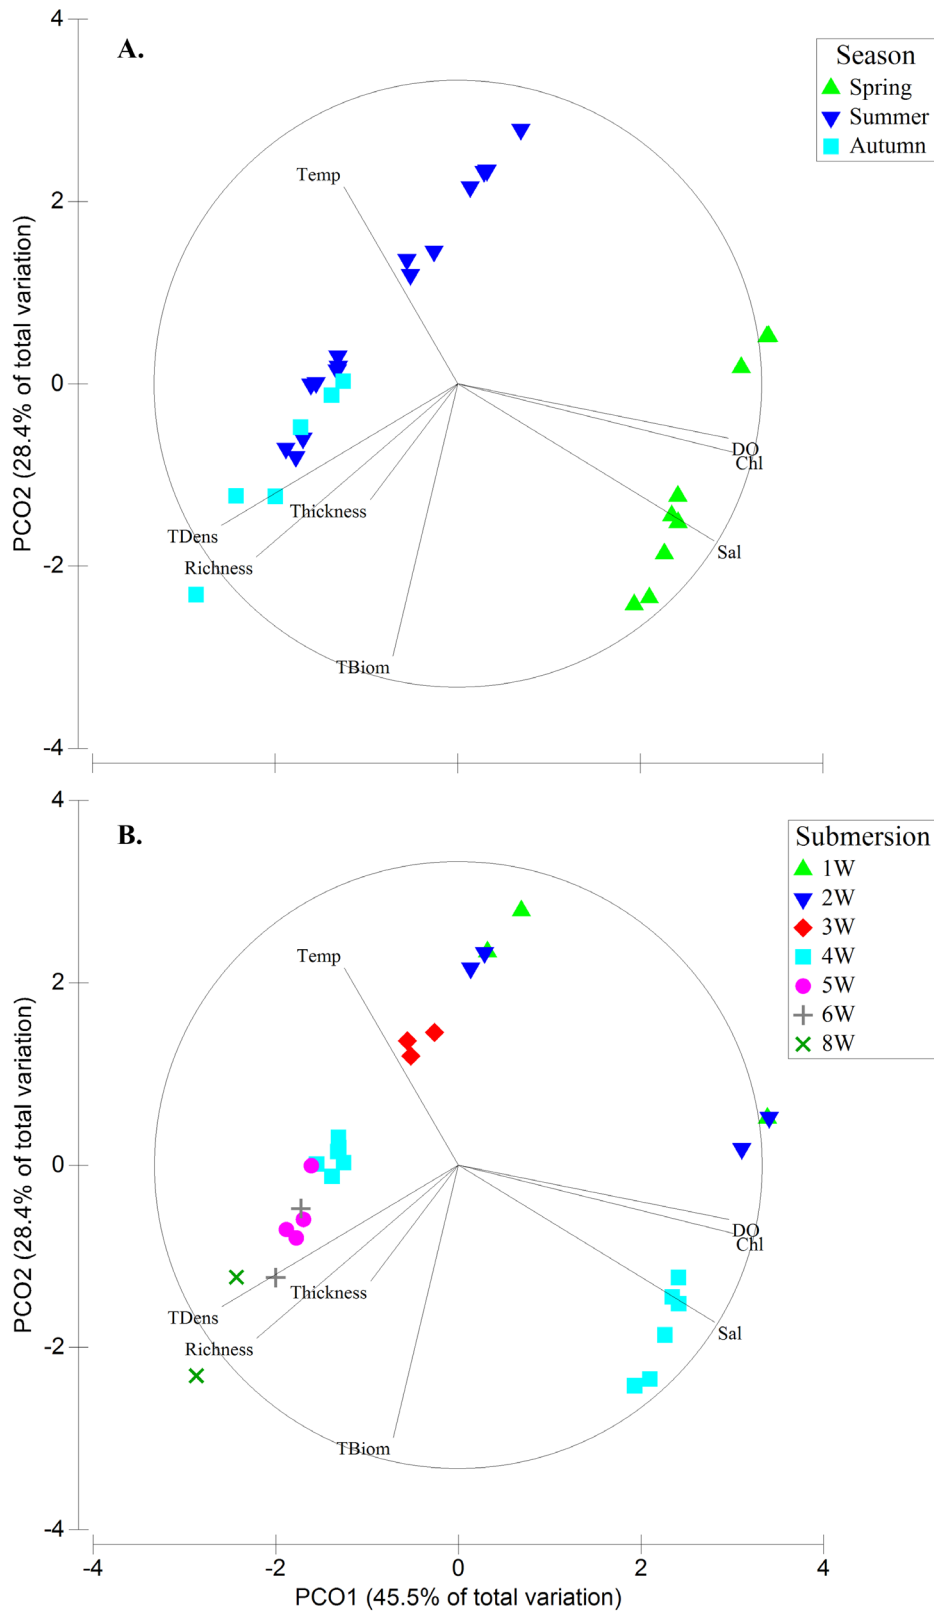 A.
Season
Spring
Summer
Autumn
4
2
0
-2
-4
PCO2 (28.4% of total variation)
Temp
DO
Chl
Sal
Thickness
TDens
Richness
TBiom
B.
Submersion
1W
2W
3W
4W
5W
6W
8W
4
2
0
-2
-4
PCO2 (28.4% of total variation)
Temp
DO
Chl
Sal
Thickness
TDens
Richness
TBiom
-4 -2 0 2 4
PCO1 (45.5% of total variation)